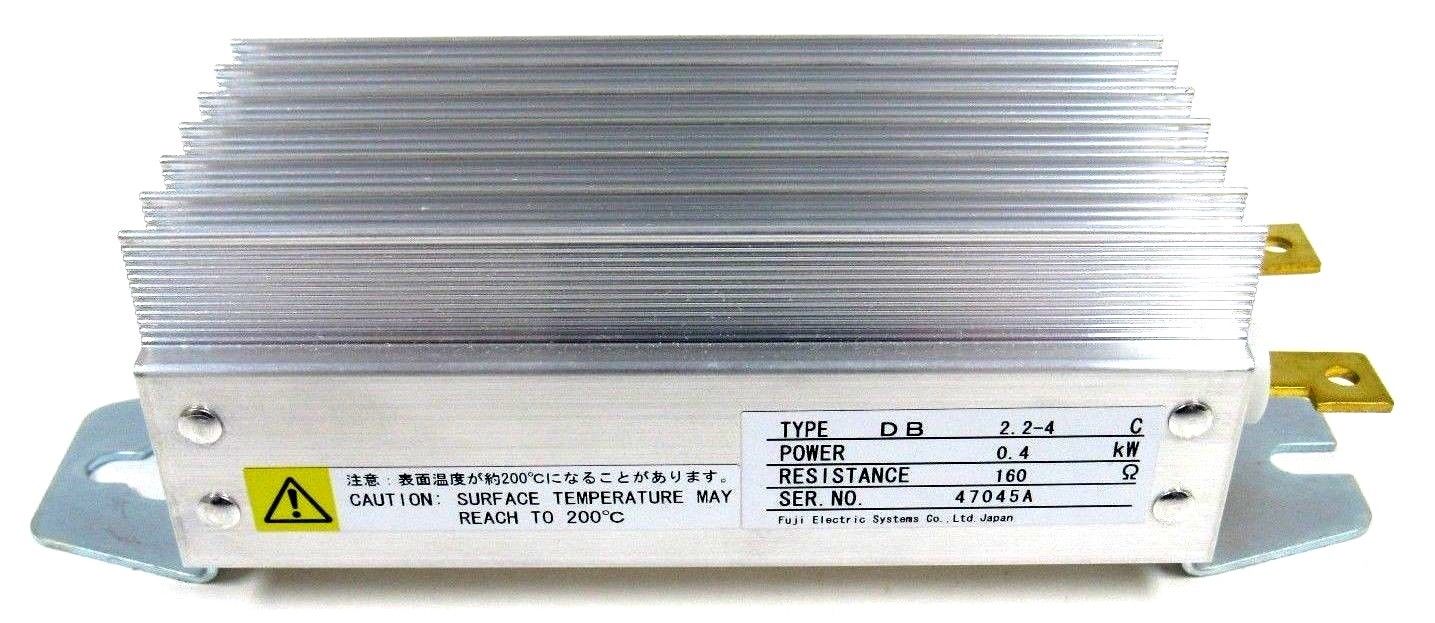 注意：表面温度が約200℃になることがあります。
CAUTION: SURFACE TEMPERATURE MAY
REACH TO 200℃
TYPE DB 2.2-4 C
POWER 0.4 kW
RESISTANCE 160 Ω
SER. NO. 47045A
Fuji Electric Systems Co.,Ltd.Japan